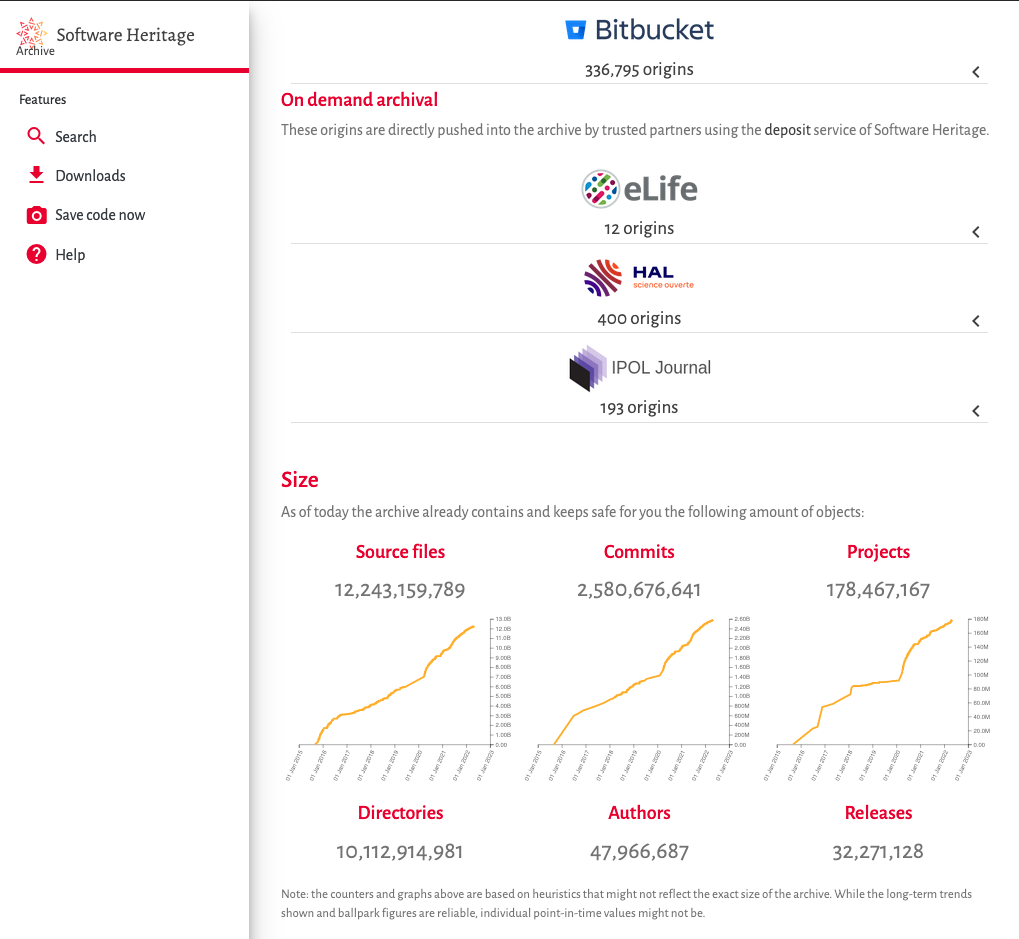 Software Heritage
Archive
Features
Search
Downloads
Save code now
Help
Bitbucket
336,795 origins
On demand archival
These origins are directly pushed into the archive by trusted partners using the deposit service of Software Heritage.
eLife
12 origins
HAL
science ouverte
400 origins
IPOL Journal
193 origins
Size
As of today the archive already contains and keeps safe for you the following amount of objects:
Source files
12,243,159,789
13.0B
12.0B
11.0B
10.0B
9.00B
8.00B
7.00B
6.00B
5.00B
4.00B
3.00B
2.00B
1.00B
0.00
01 Jan 2015
01 Jan 2016
01 Jan 2017
01 Jan 2018
01 Jan 2019
01 Jan 2020
01 Jan 2021
01 Jan 2022
01 Jan 2023
Commits
2,580,676,641
2.60B
2.40B
2.20B
2.00B
1.80B
1.60B
1.40B
1.20B
1.00B
800M
600M
400M
200M
0.00
01 Jan 2015
01 Jan 2016
01 Jan 2017
01 Jan 2018
01 Jan 2019
01 Jan 2020
01 Jan 2021
01 Jan 2022
01 Jan 2023
Projects
178,467,167
180M
160M
140M
120M
100M
80.0M
60.0M
40.0M
20.0M
0.00
01 Jan 2015
01 Jan 2016
01 Jan 2017
01 Jan 2018
01 Jan 2019
01 Jan 2020
01 Jan 2021
01 Jan 2022
01 Jan 2023
Directories
10,112,914,981
Authors
47,966,687
Releases
32,271,128
Note: the counters and graphs above are based on heuristics that might not reflect the exact size of the archive. While the long-term trends
shown and ballpark figures are reliable, individual point-in-time values might not be.